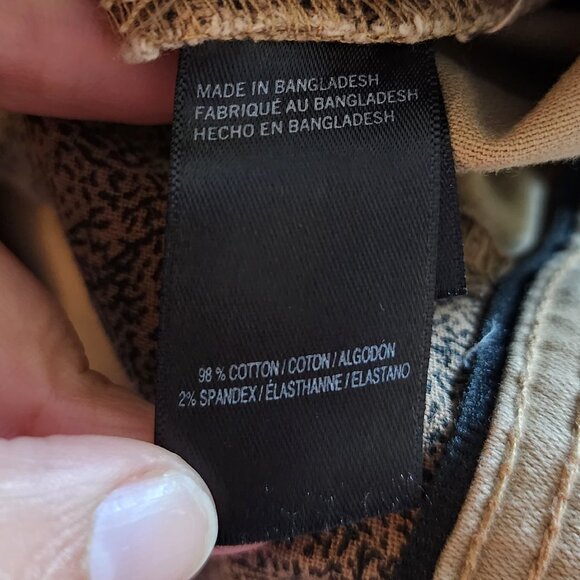 MADE IN BANGLADESH
FABRIQUÉ AU BANGLADESH
HECHO EN BANGLADESH
98 % COTTON / COTON / ALGODÓN
2% SPANDEX / ÉLASTHANNE / ELASTANO